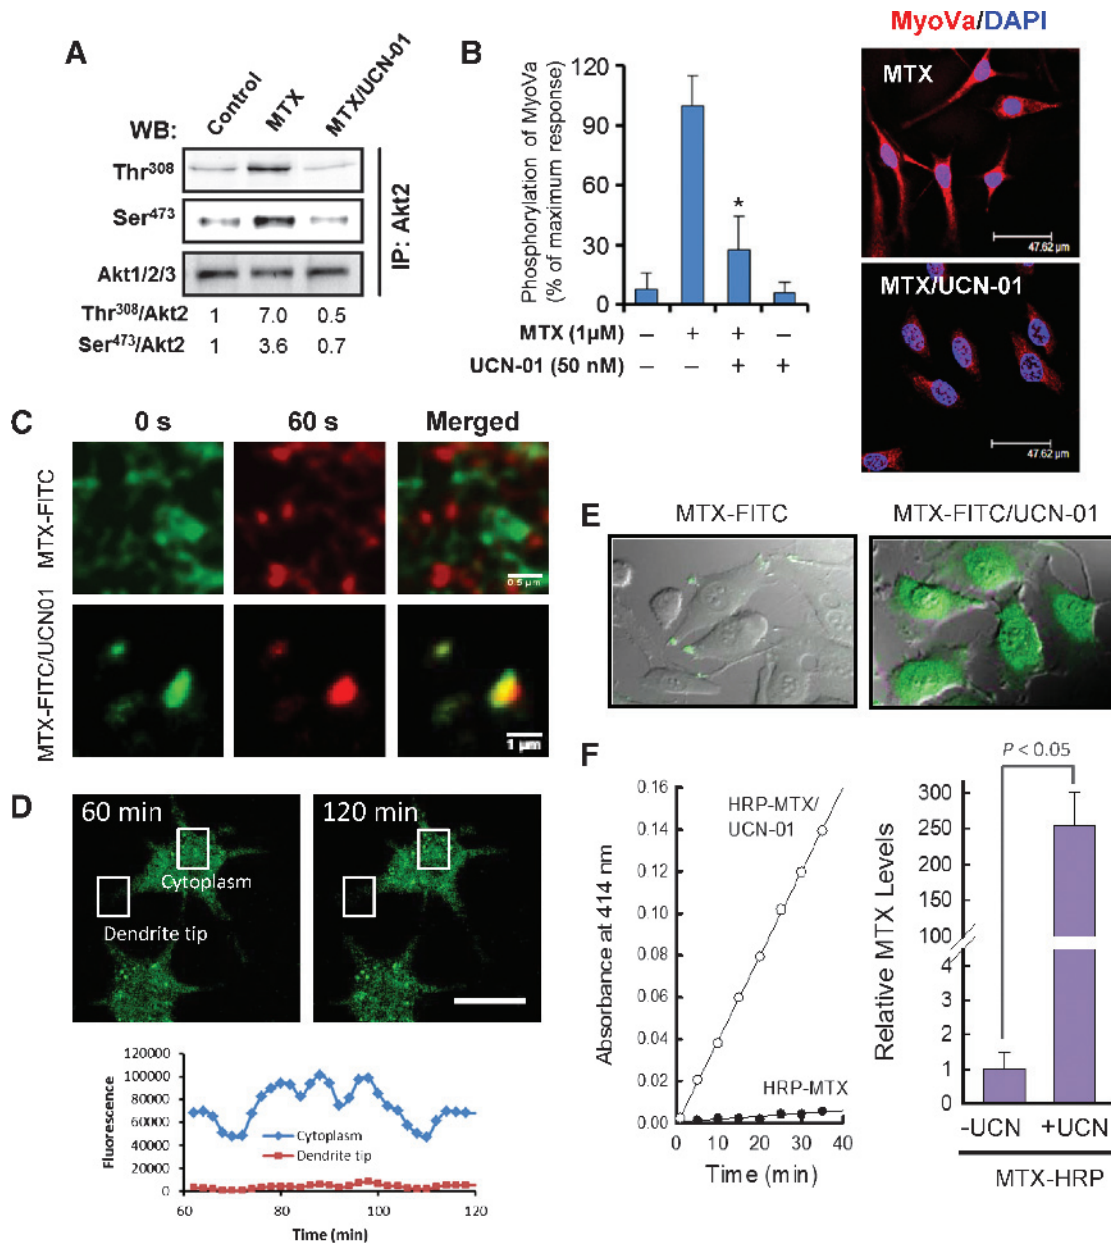 A
WB:
Control
MTX
MTX/UCN-01
Thr308
Ser473
Akt1/2/3
IP: Akt2
Thr308/Akt2 1 7.0 0.5
Ser473/Akt2 1 3.6 0.7
B
Phosphorylation of MyoVa
(% of maximum response)
120
90
60
30
0
*
MTX (1µM) – + + –
UCN-01 (50 nM) – – + +
MyoVa/DAPI
MTX
47.62 µm
MTX/UCN-01
47.62 µm
C
0 s 60 s Merged
MTX-FITC
0.5 µm
MTX-FITC/UCN01
1 µm
D
60 min
Cytoplasm
Dendrite tip
120 min
Fluorescence
120000
100000
80000
60000
40000
20000
0
Cytoplasm
Dendrite tip
60 80 100 120
Time (min)
E
MTX-FITC
MTX-FITC/UCN-01
F
Absorbance at 414 nm
0.16
0.14
0.12
0.10
0.08
0.06
0.04
0.02
0.00
HRP-MTX/
UCN-01
HRP-MTX
0 10 20 30 40
Time (min)
Relative MTX Levels
P < 0.05
300
250
200
150
100
4
3
2
1
0
-UCN +UCN
MTX-HRP